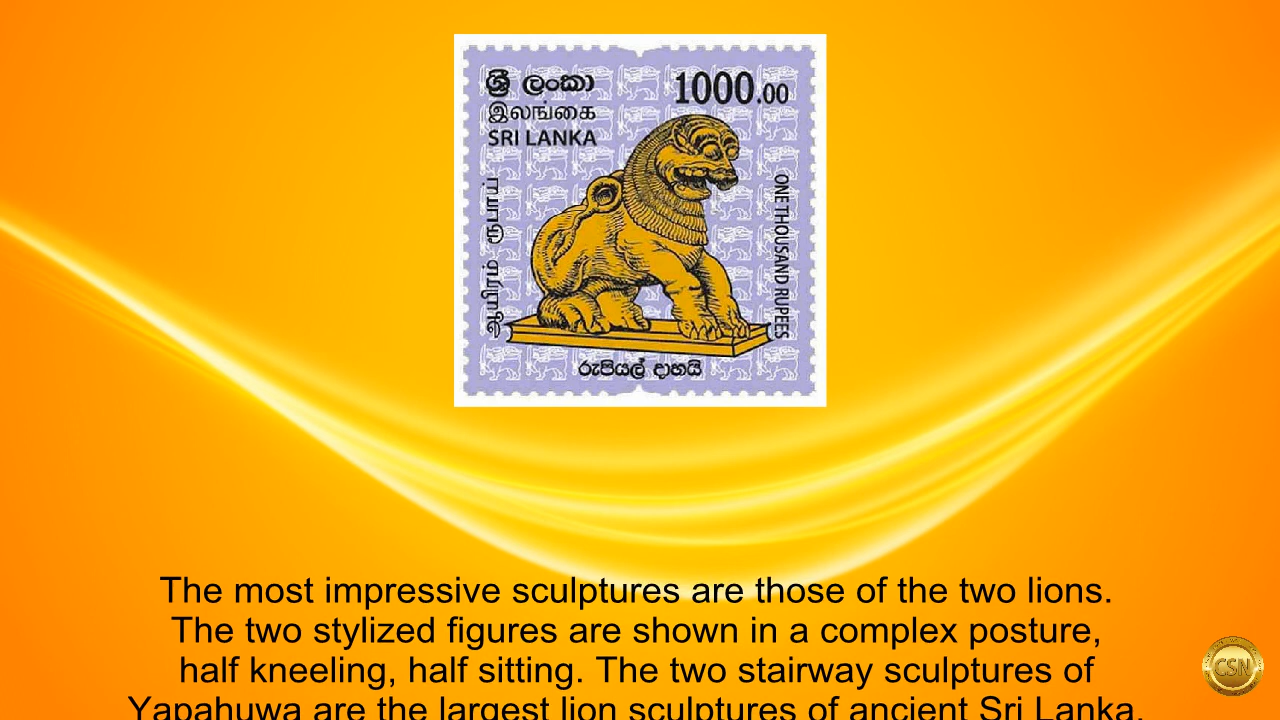 ශ්‍රී ලංකා
இலங்கை
SRI LANKA
1000.00
ஆயிரம் ரூபாய்
ONE THOUSAND RUPEES
රුපියල් දාහයි
The most impressive sculptures are those of the two lions.
The two stylized figures are shown in a complex posture,
half kneeling, half sitting. The two stairway sculptures of
Yapahuwa are the largest lion sculptures of ancient Sri Lanka.
CSN